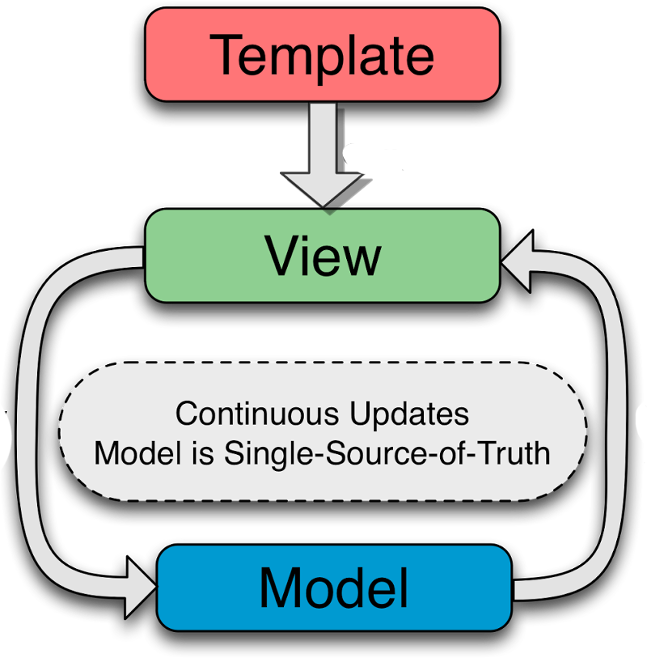 Template
View
Continuous Updates
Model is Single-Source-of-Truth
Model